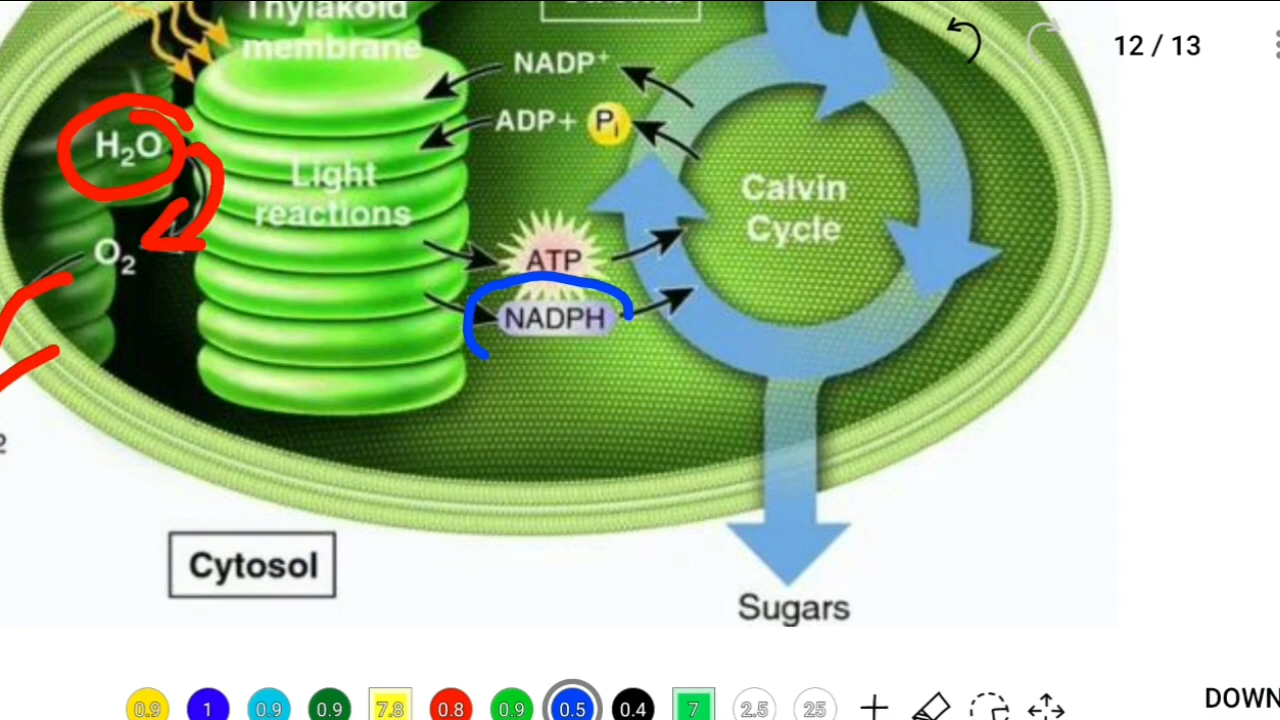 Thylakoid
membrane
NADP+
12 / 13
H2O
ADP + Pi
Light
reactions
Calvin
Cycle
O2
ATP
NADPH
2
Cytosol
Sugars
0.9 1 0.9 0.9 7.8 0.8 0.9 0.5 0.4 7 2.5 25
DOWN